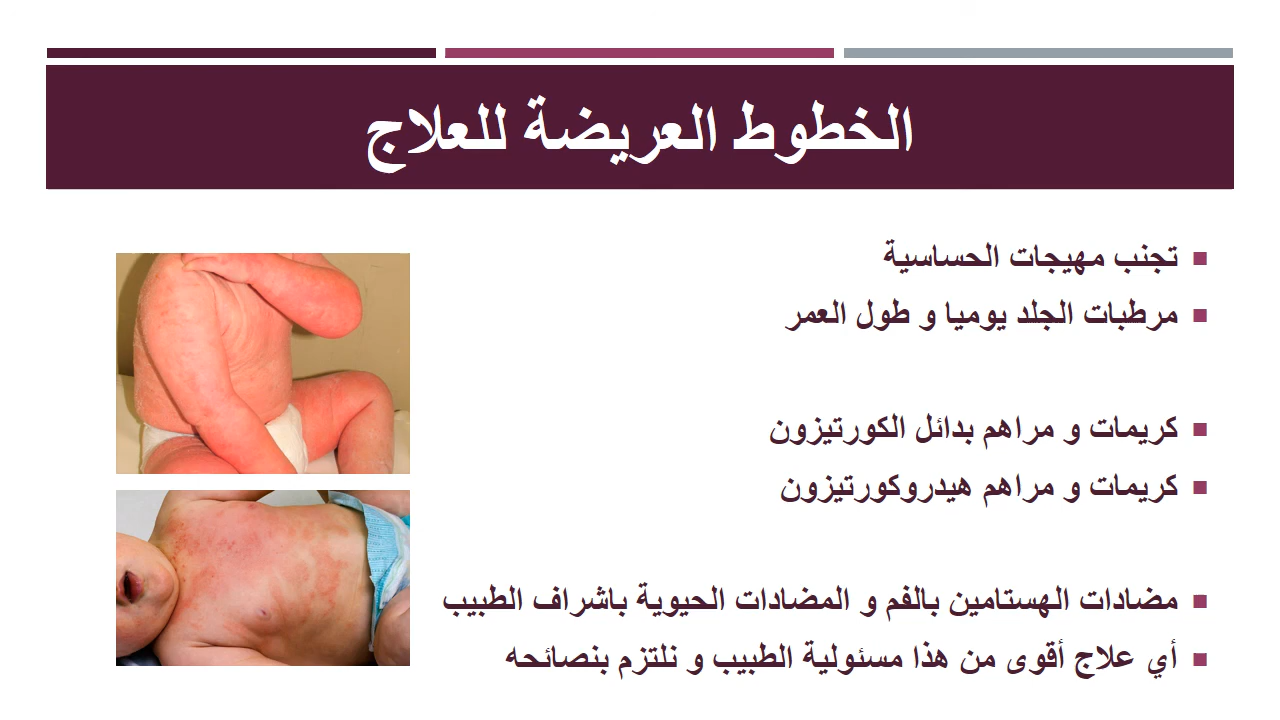 الخطوط العريضة للعلاج
تجنب مهيجات الحساسية
مرطبات الجلد يوميا و طول العمر
كريمات و مراهم بدائل الكورتيزون
كريمات و مراهم هيدروكورتيزون
مضادات الهستامين بالفم و المضادات الحيوية باشراف الطبيب
أي علاج أقوى من هذا مسئولية الطبيب و نلتزم بنصائحه